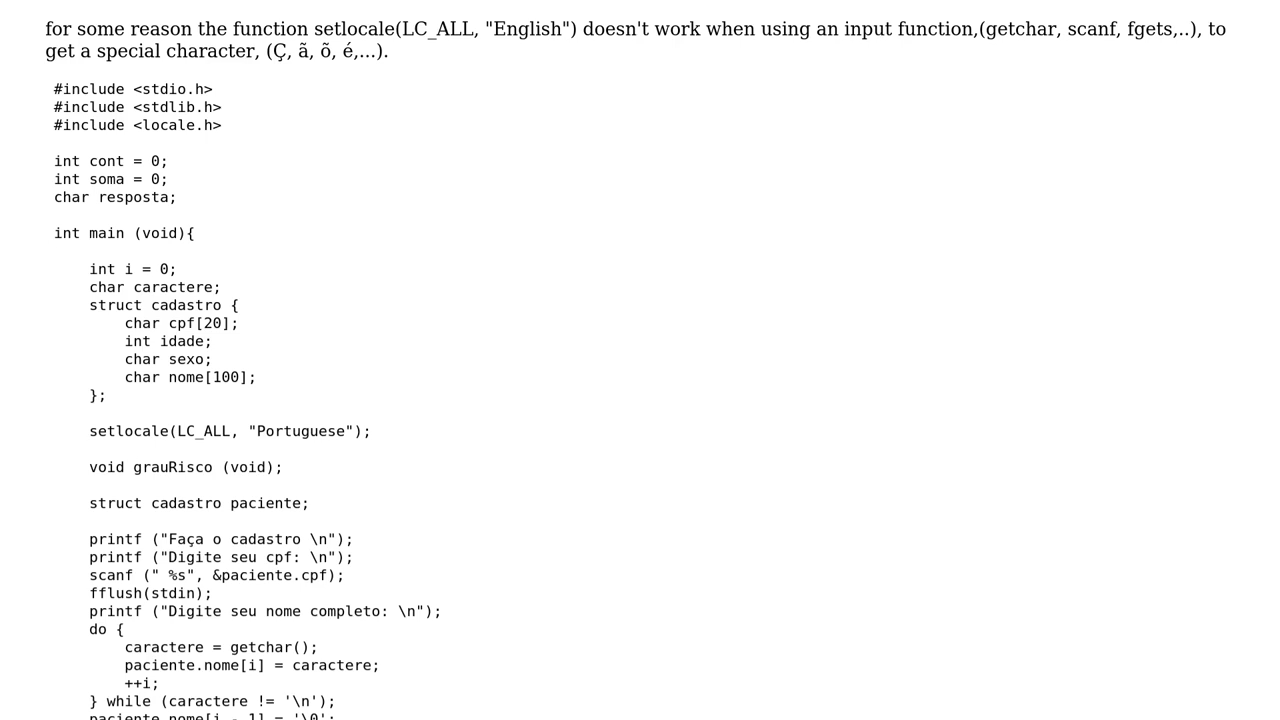 for some reason the function setlocale(LC_ALL, "English") doesn't work when using an input function,(getchar, scanf, fgets,..), to
get a special character, (Ç, ã, õ, é,...).
#include <stdio.h>
#include <stdlib.h>
#include <locale.h>
int cont = 0;
int soma = 0;
char resposta;
int main (void){
int i = 0;
char caractere;
struct cadastro {
char cpf[20];
int idade;
char sexo;
char nome[100];
};
setlocale(LC_ALL, "Portuguese");
void grauRisco (void);
struct cadastro paciente;
printf ("Faça o cadastro \n");
printf ("Digite seu cpf: \n");
scanf (" %s", &paciente.cpf);
fflush(stdin);
printf ("Digite seu nome completo: \n");
do {
caractere = getchar();
paciente.nome[i] = caractere;
++i;
} while (caractere != '\n');
paciente.nome[i - 1] = '\0';